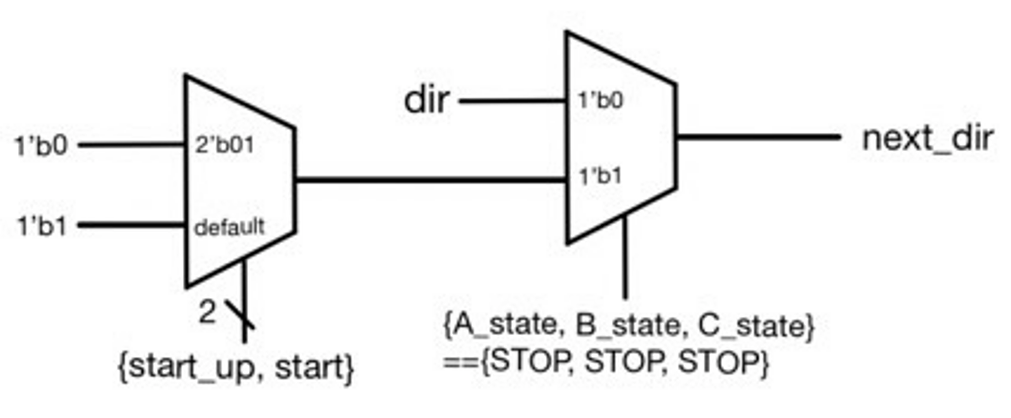 dir
1'b0
next_dir
1'b0
2'b01
1'b1
1'b1
default
2
{start_up, start}
{A_state, B_state, C_state}
=={STOP, STOP, STOP}